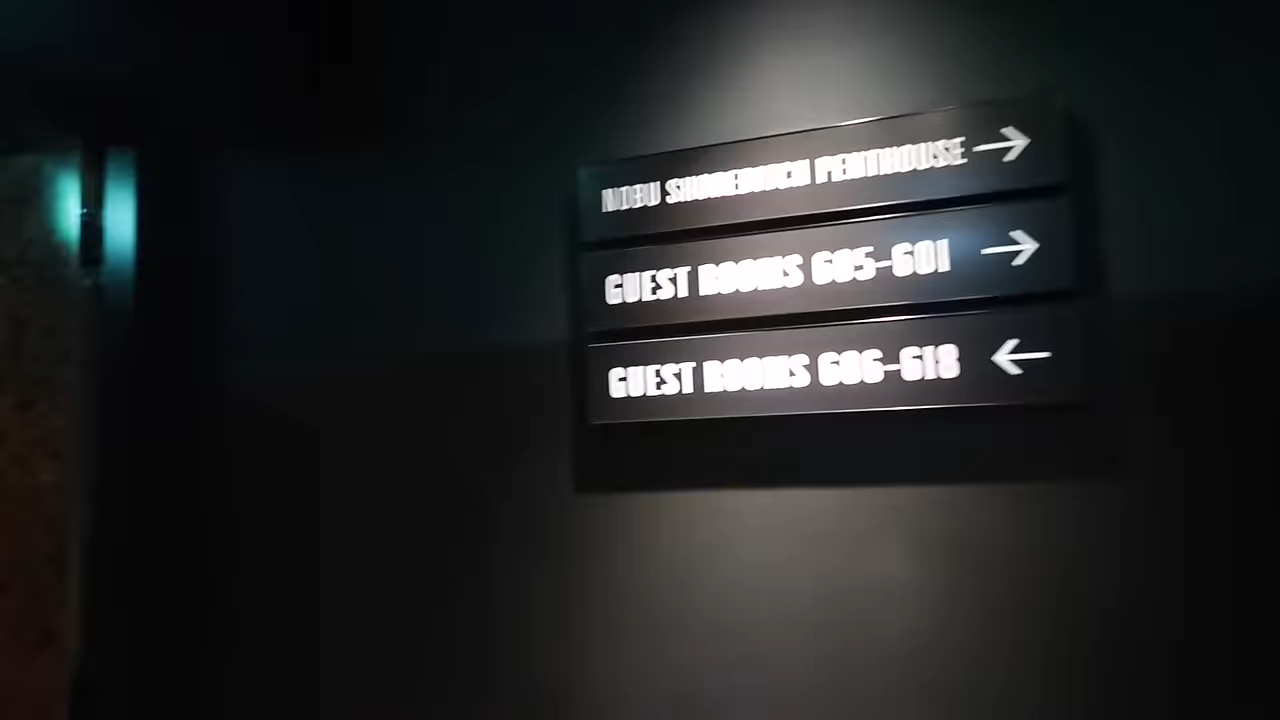 NOBU SHOREDITCH PENTHOUSE →
GUEST ROOMS 605-601 →
GUEST ROOMS 606-618 ←